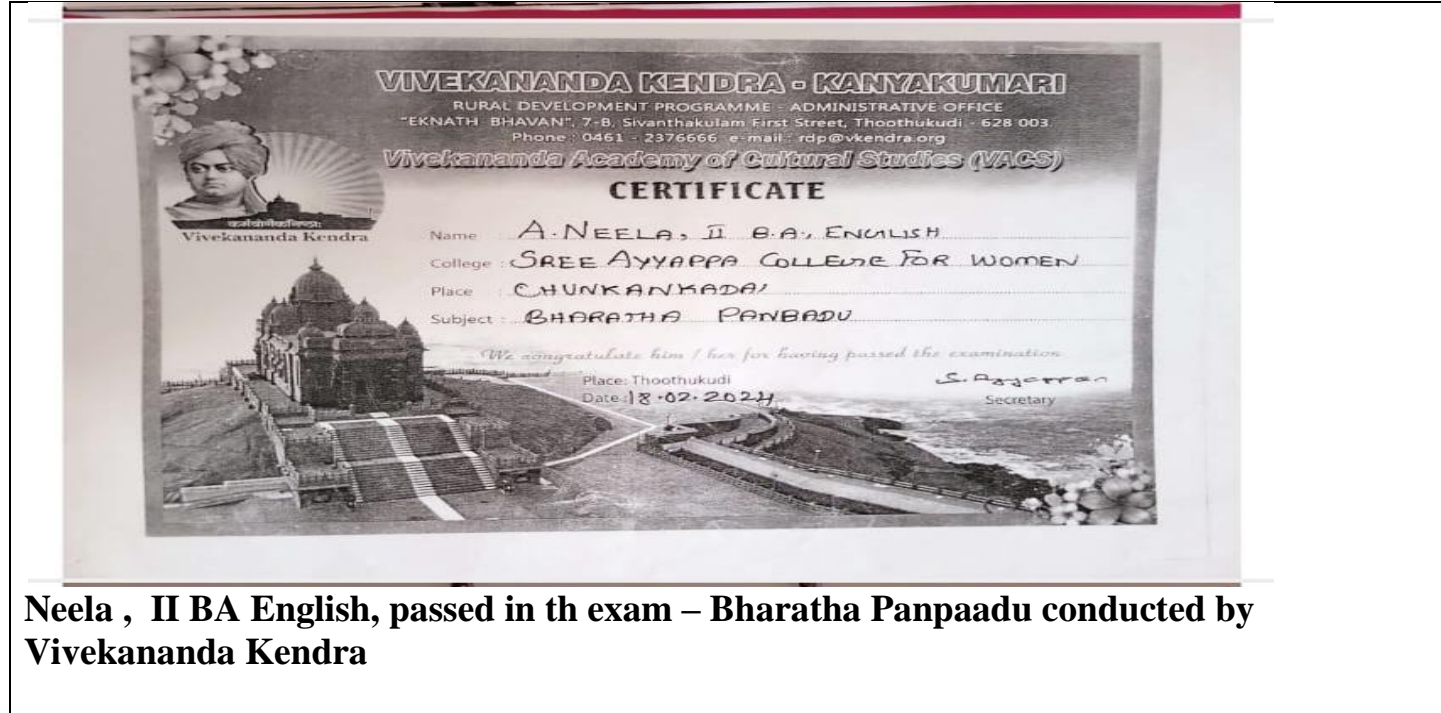 VIVEKANANDA KENDRA - KANYAKUMARI
RURAL DEVELOPMENT PROGRAMME - ADMINISTRATIVE OFFICE
"EKNATH BHAVAN", 7-B, Sivanthakulam First Street, Thoothukudi - 628 003.
Phone : 0461 - 2376666 e-mail : rdp@vkendra.org
Vivekananda Academy of Cultural Studies (VACS)
CERTIFICATE
Vivekananda Kendra
Name : A. NEELA, II B.A., ENGLISH
College : SREE AYYAPPA COLLEGE FOR WOMEN
Place : CHUNKANKADAI
Subject : BHARATHA PANBADU
We congratulate him / her for having passed the examination
Place: Thoothukudi
Date: 18.02.2024
S. Ayyappan
Secretary
Neela , II BA English, passed in th exam – Bharatha Panpaadu conducted by
Vivekananda Kendra